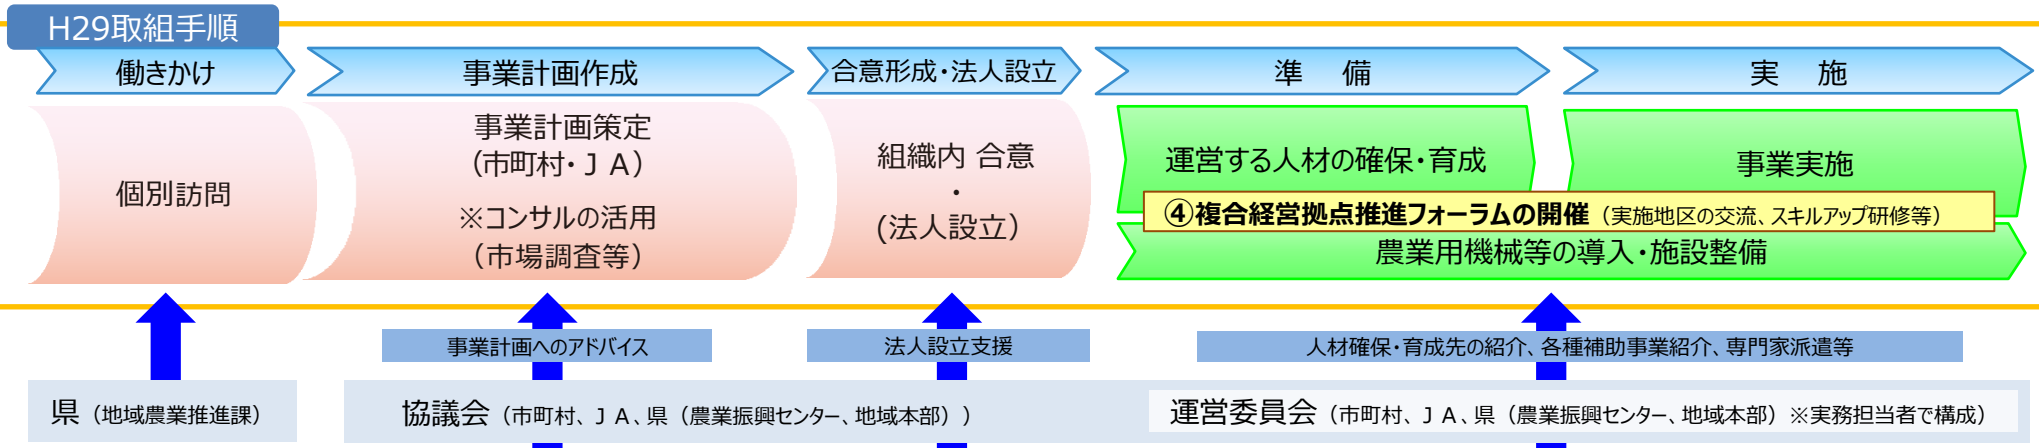 H29取組手順
働きかけ
事業計画作成
合意形成・法人設立
準　備
実　施
個別訪問
事業計画策定
（市町村・ＪＡ）
※コンサルの活用
（市場調査等）
組織内 合意
・
(法人設立）
運営する人材の確保・育成
事業実施
④複合経営拠点推進フォーラムの開催（実施地区の交流、スキルアップ研修等）
農業用機械等の導入・施設整備
事業計画へのアドバイス
法人設立支援
人材確保・育成先の紹介、各種補助事業紹介、専門家派遣等
県（地域農業推進課）
協議会（市町村、ＪＡ、県（農業振興センター、地域本部））
運営委員会（市町村、ＪＡ、県（農業振興センター、地域本部）※実務担当者で構成）